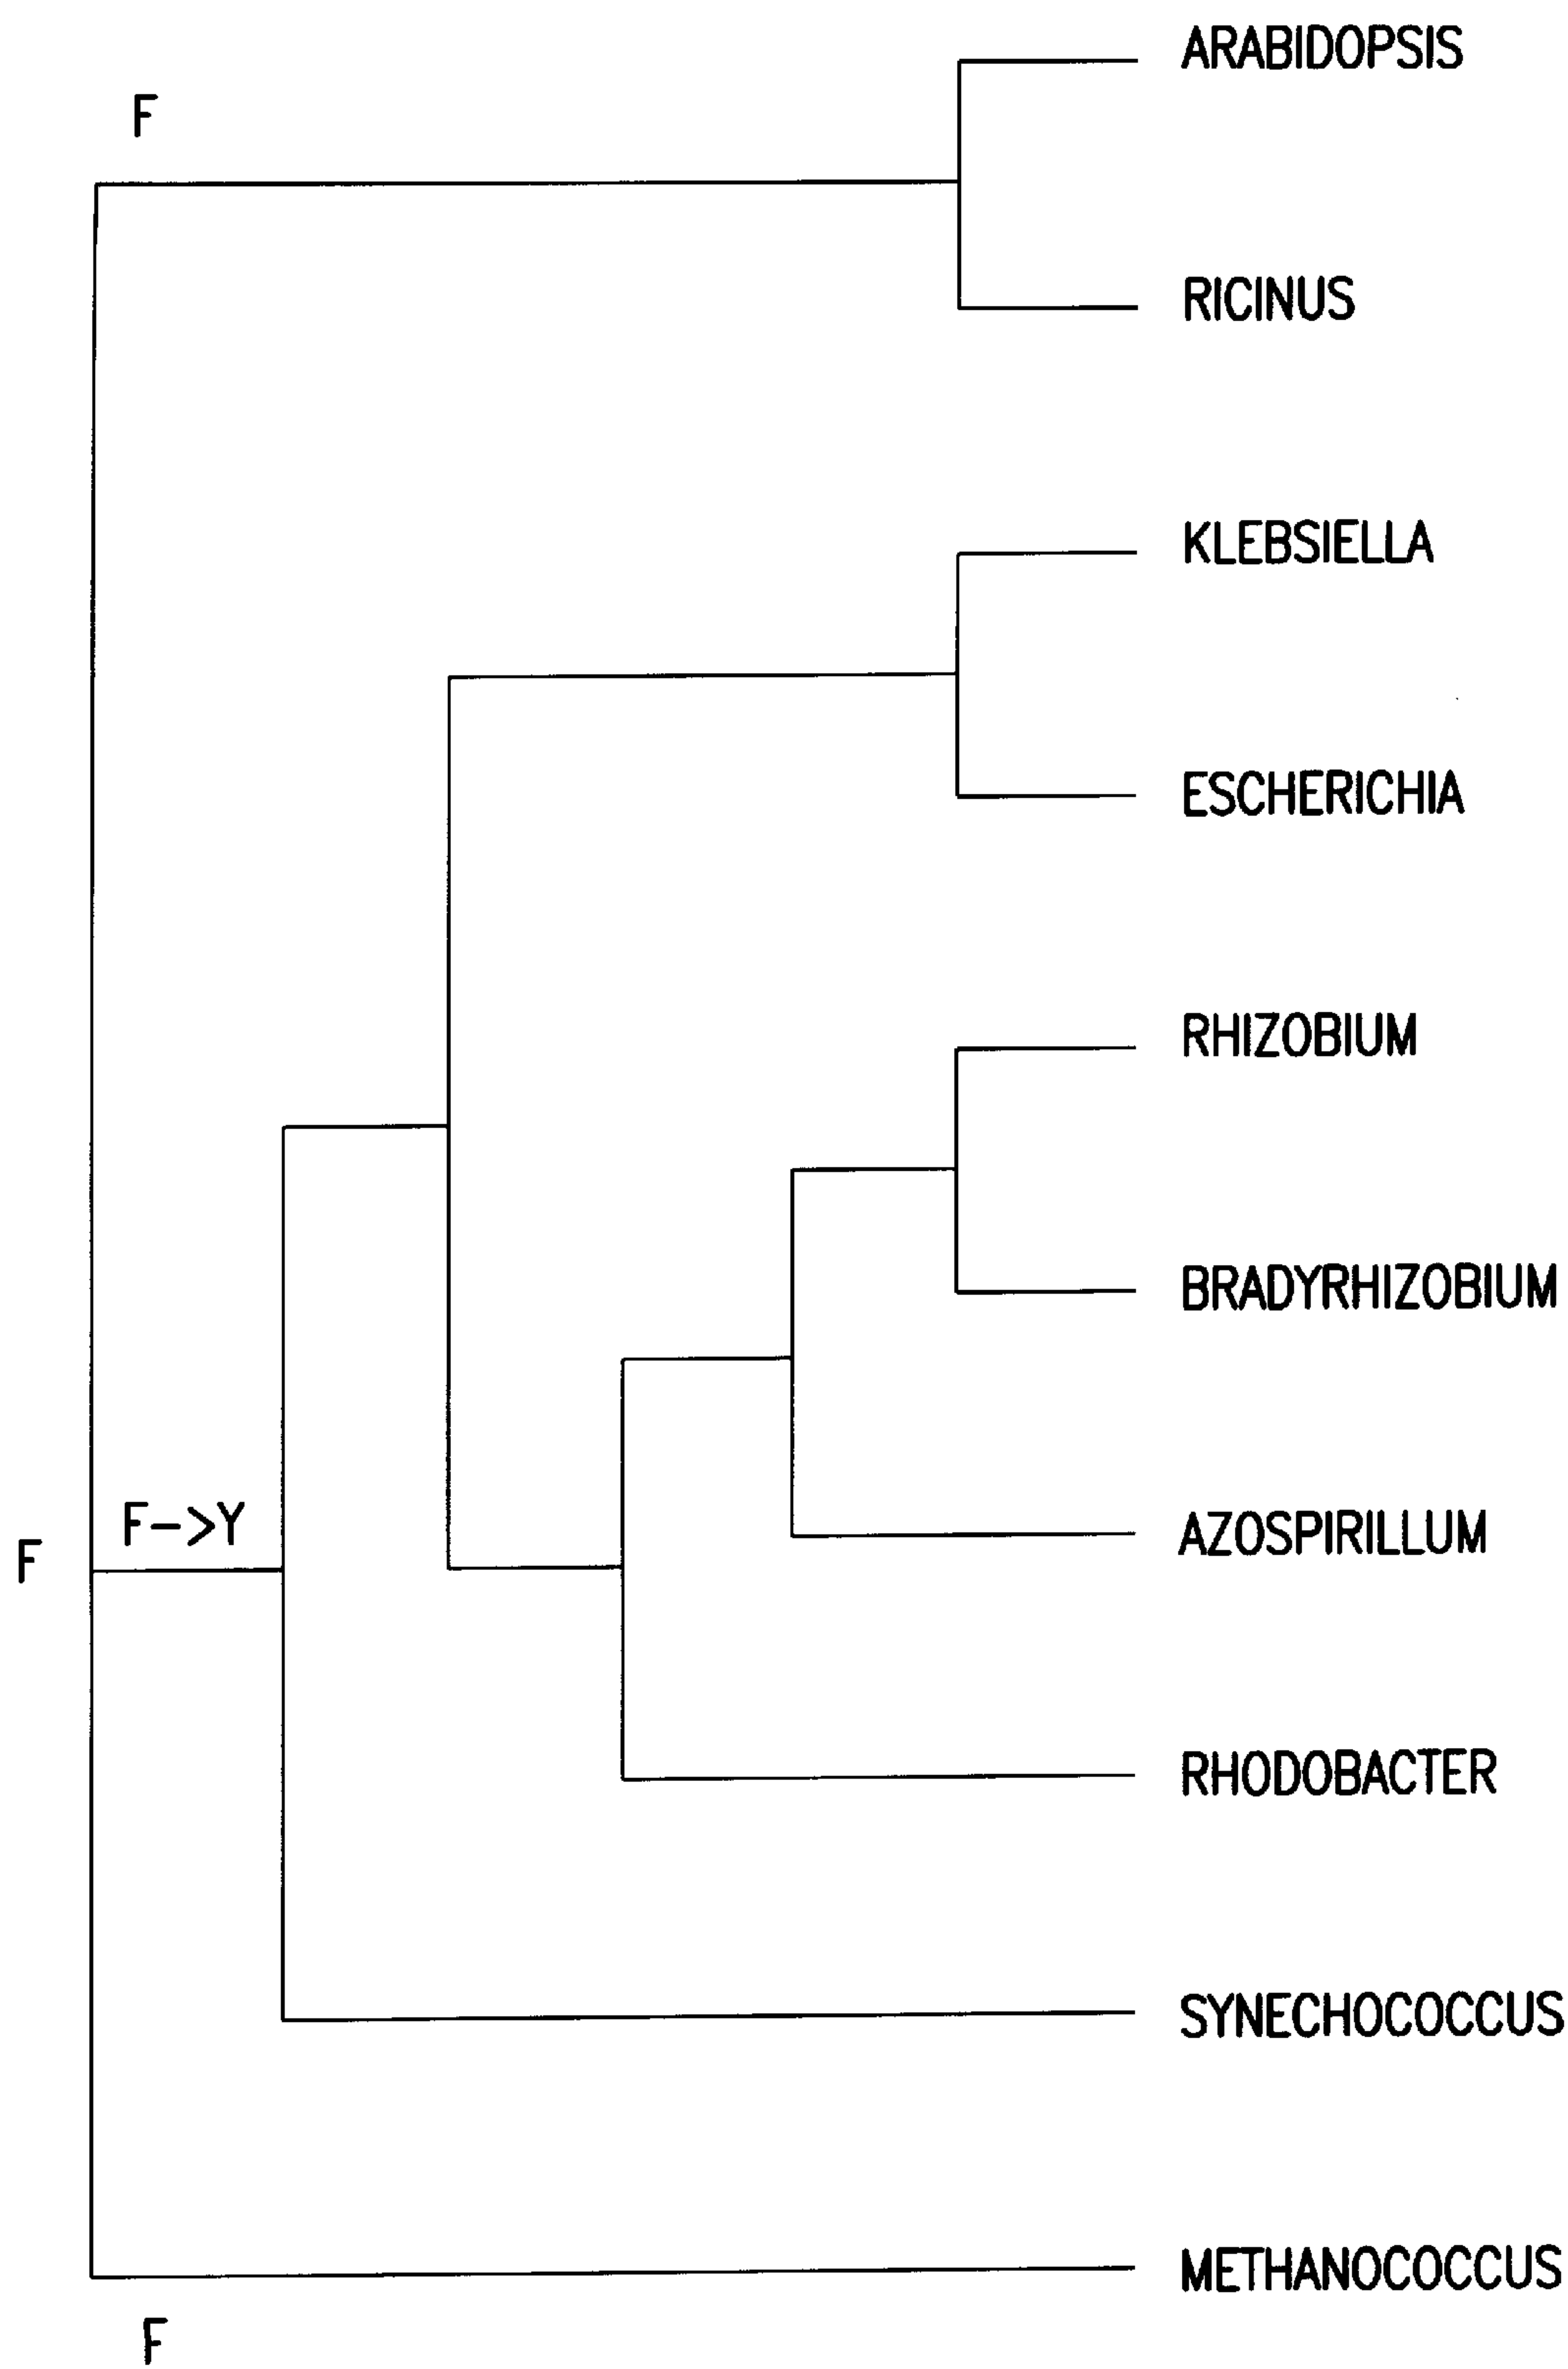 ARABIDOPSIS
F
RICINUS
KLEBSIELLA
ESCHERICHIA
RHIZOBIUM
BRADYRHIZOBIUM
F->Y
AZOSPIRILLUM
F
RHODOBACTER
SYNECHOCOCCUS
METHANOCOCCUS
F